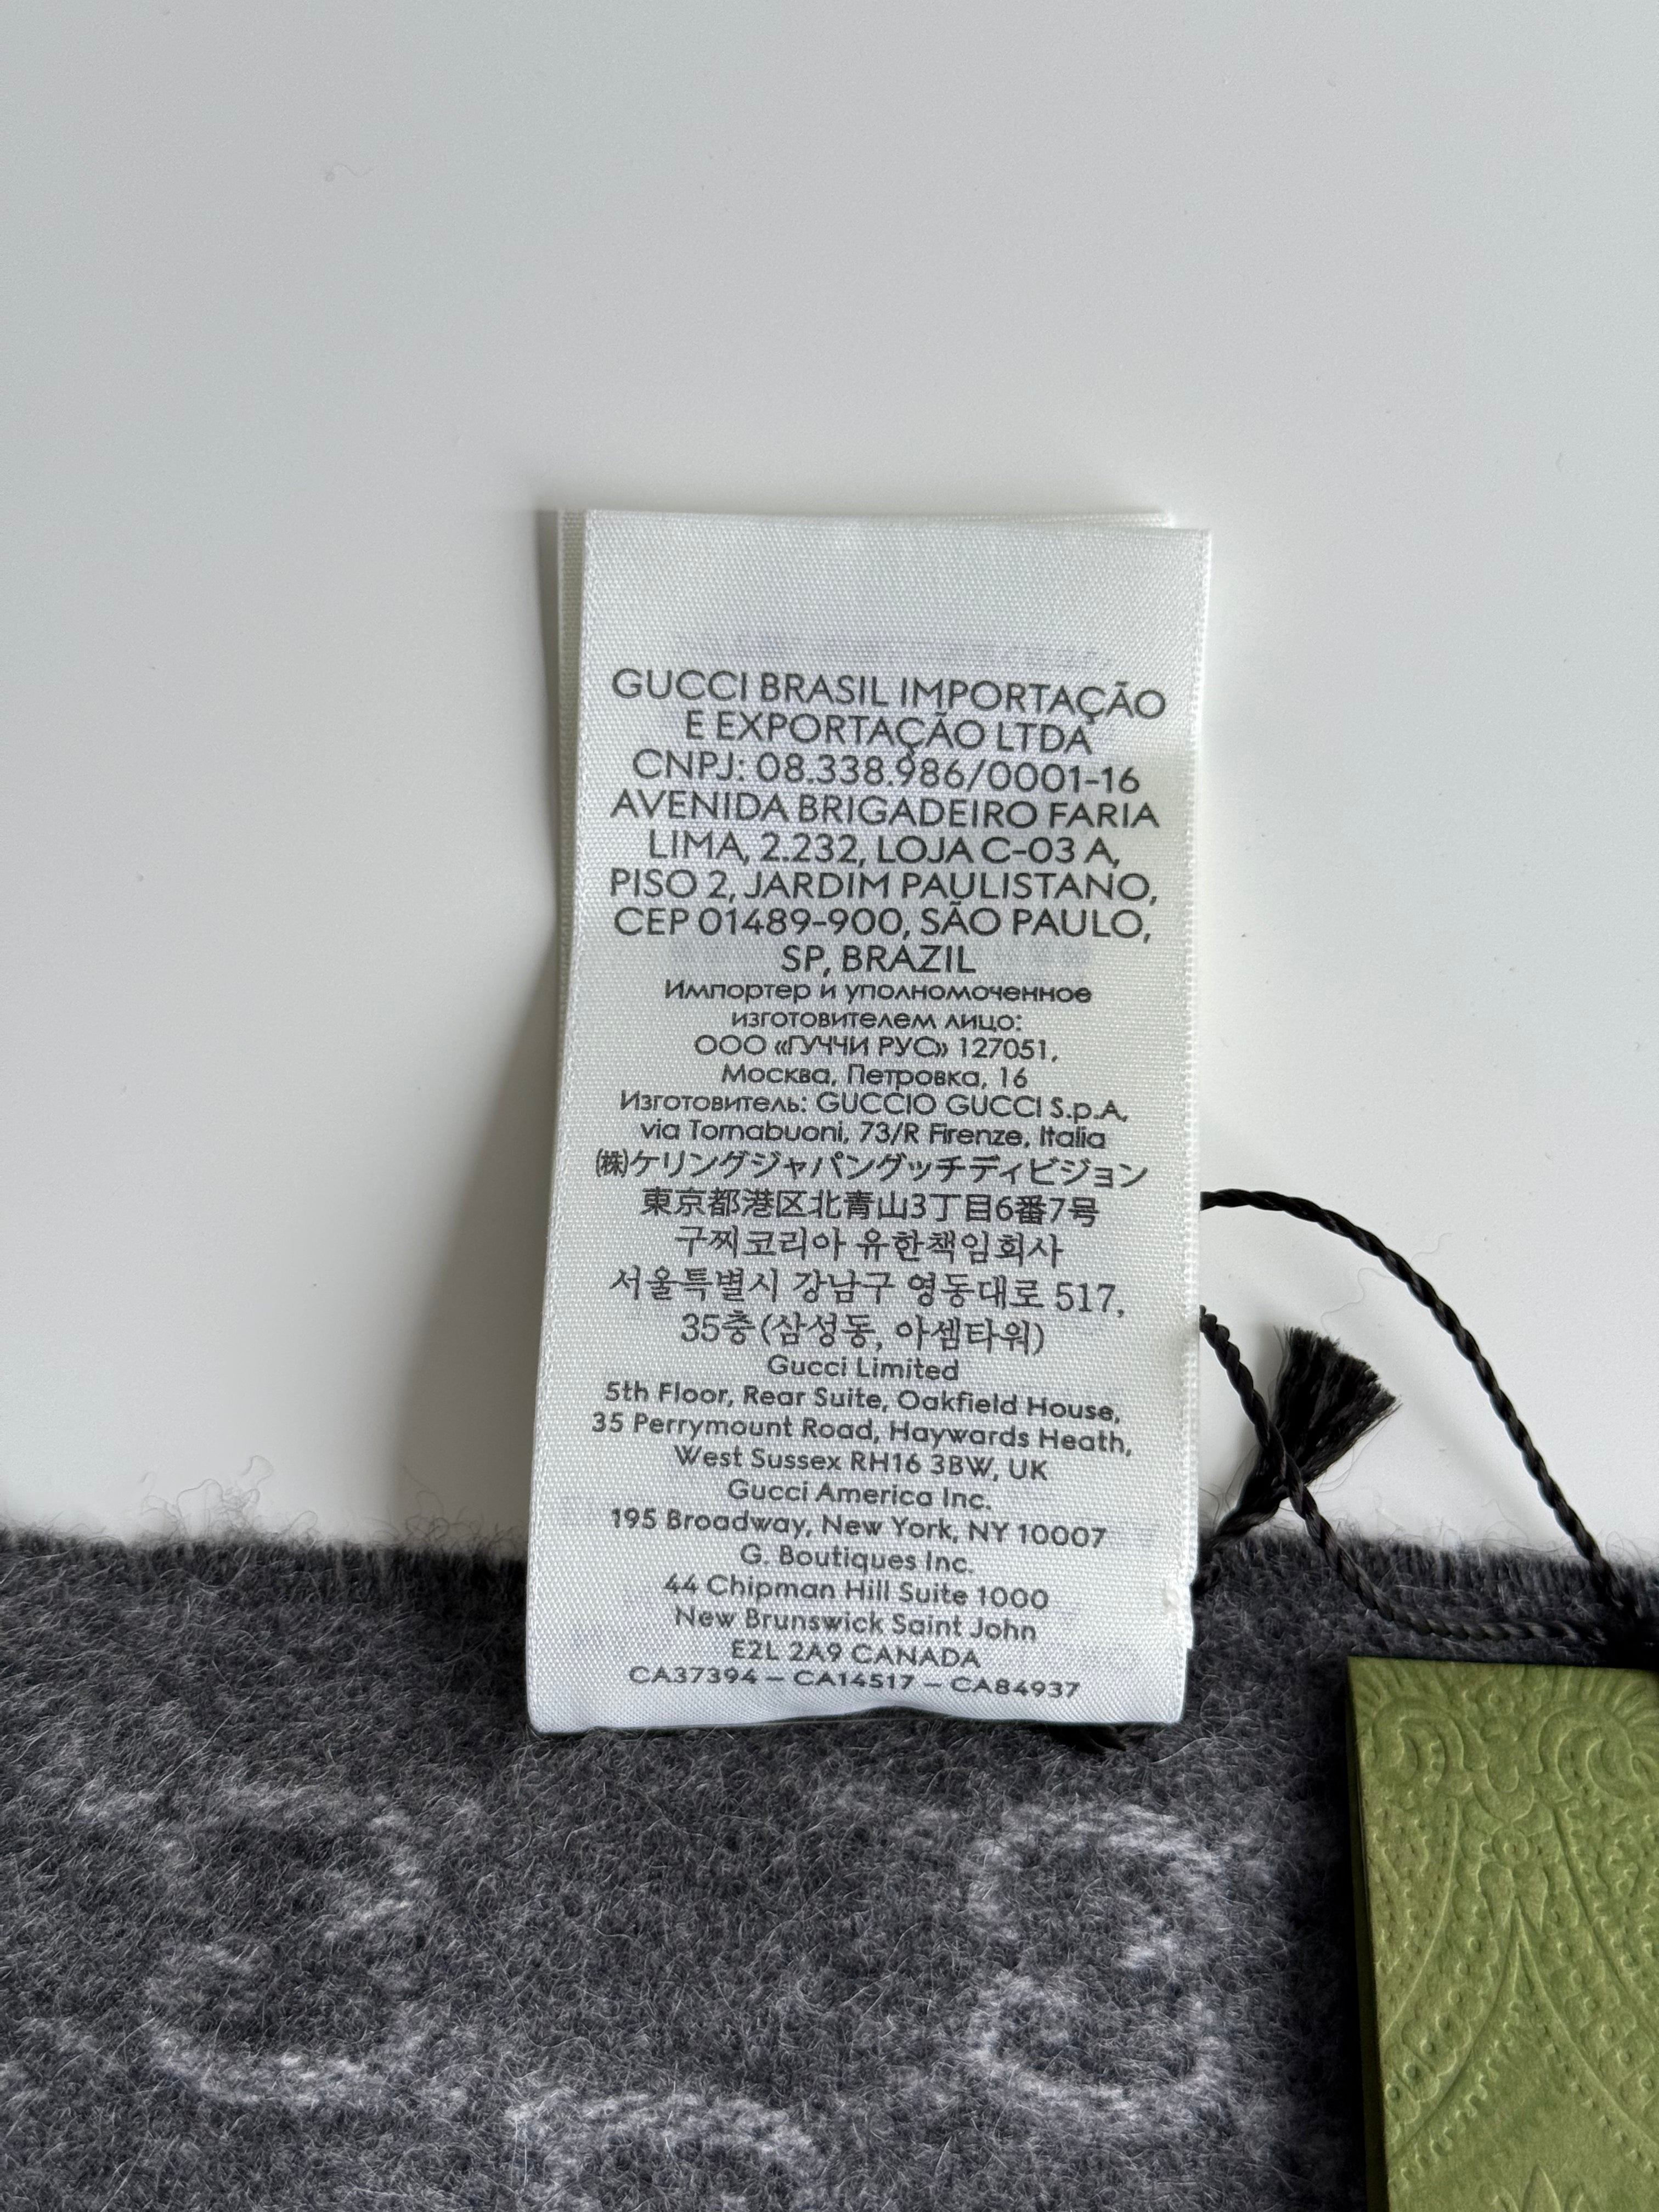 GUCCI BRASIL IMPORTAÇÃO
E EXPORTAÇÃO LTDA
CNPJ: 08.338.986/0001-16
AVENIDA BRIGADEIRO FARIA
LIMA, 2.232, LOJA C-03 A,
PISO 2, JARDIM PAULISTANO,
CEP 01489-900, SÃO PAULO,
SP, BRAZIL
Импортер и уполномоченное
изготовителем лицо:
ООО «ГУЧЧИ РУС» 127051,
Москва, Петровка, 16
Изготовитель: GUCCIO GUCCI S.p.A,
via Tornabuoni, 73/R Firenze, Italia
㈱ケリングジャパングッチディビジョン
東京都港区北青山3丁目6番7号
구찌코리아 유한책임회사
서울특별시 강남구 영동대로 517,
35층(삼성동, 아셈타워)
Gucci Limited
5th Floor, Rear Suite, Oakfield House,
35 Perrymount Road, Haywards Heath,
West Sussex RH16 3BW, UK
Gucci America Inc.
195 Broadway, New York, NY 10007
G. Boutiques Inc.
44 Chipman Hill Suite 1000
New Brunswick Saint John
E2L 2A9 CANADA
CA37394 – CA14517 – CA84937